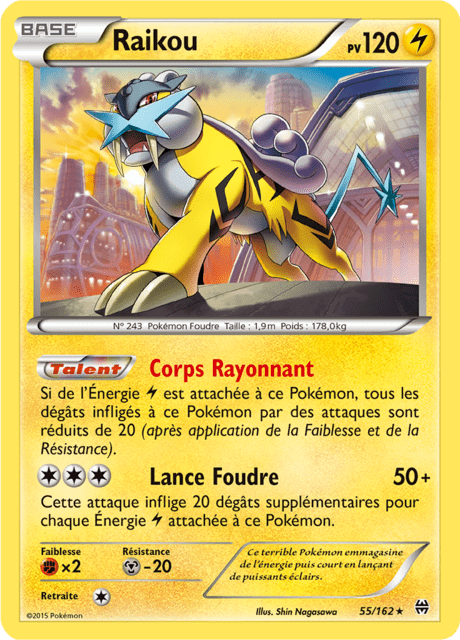 BASE Raikou PV120
N° 243 Pokémon Foudre Taille : 1,9m Poids : 178,0kg
Talent Corps Rayonnant
Si de l'Énergie est attachée à ce Pokémon, tous les
dégâts infligés à ce Pokémon par des attaques sont
réduits de 20 (après application de la Faiblesse et de la
Résistance).
Lance Foudre 50+
Cette attaque inflige 20 dégâts supplémentaires pour
chaque Énergie attachée à ce Pokémon.
Faiblesse Résistance
×2 -20
Retraite
Ce terrible Pokémon emmagasine
de l'énergie puis court en lançant
de puissants éclairs.
©2015 Pokémon Illus. Shin Nagasawa 55/162 ★